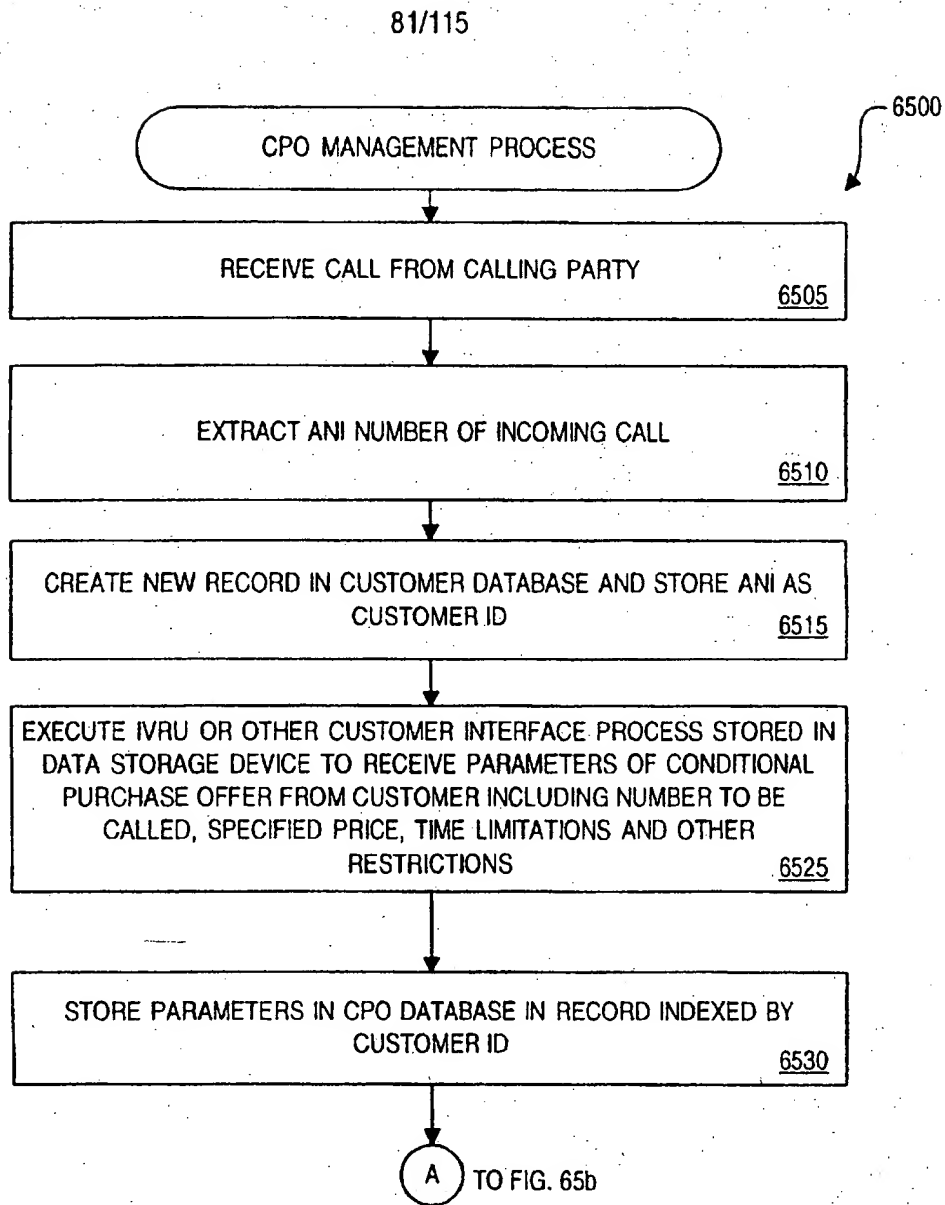 81/115
6500
CPO MANAGEMENT PROCESS
RECEIVE CALL FROM CALLING PARTY
6505
EXTRACT ANI NUMBER OF INCOMING CALL
6510
CREATE NEW RECORD IN CUSTOMER DATABASE AND STORE ANI AS
CUSTOMER ID
6515
EXECUTE IVRU OR OTHER CUSTOMER INTERFACE PROCESS STORED IN
DATA STORAGE DEVICE TO RECEIVE PARAMETERS OF CONDITIONAL
PURCHASE OFFER FROM CUSTOMER INCLUDING NUMBER TO BE
CALLED, SPECIFIED PRICE, TIME LIMITATIONS AND OTHER
RESTRICTIONS
6525
STORE PARAMETERS IN CPO DATABASE IN RECORD INDEXED BY
CUSTOMER ID
6530
A TO FIG. 65b